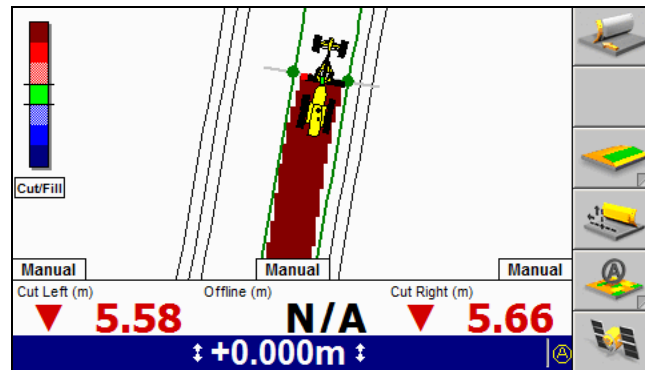 Cut/Fill
Manual Manual Manual
Cut Left (m) Offline (m) Cut Right (m)
5.58 N/A 5.66
+0.000m A
A